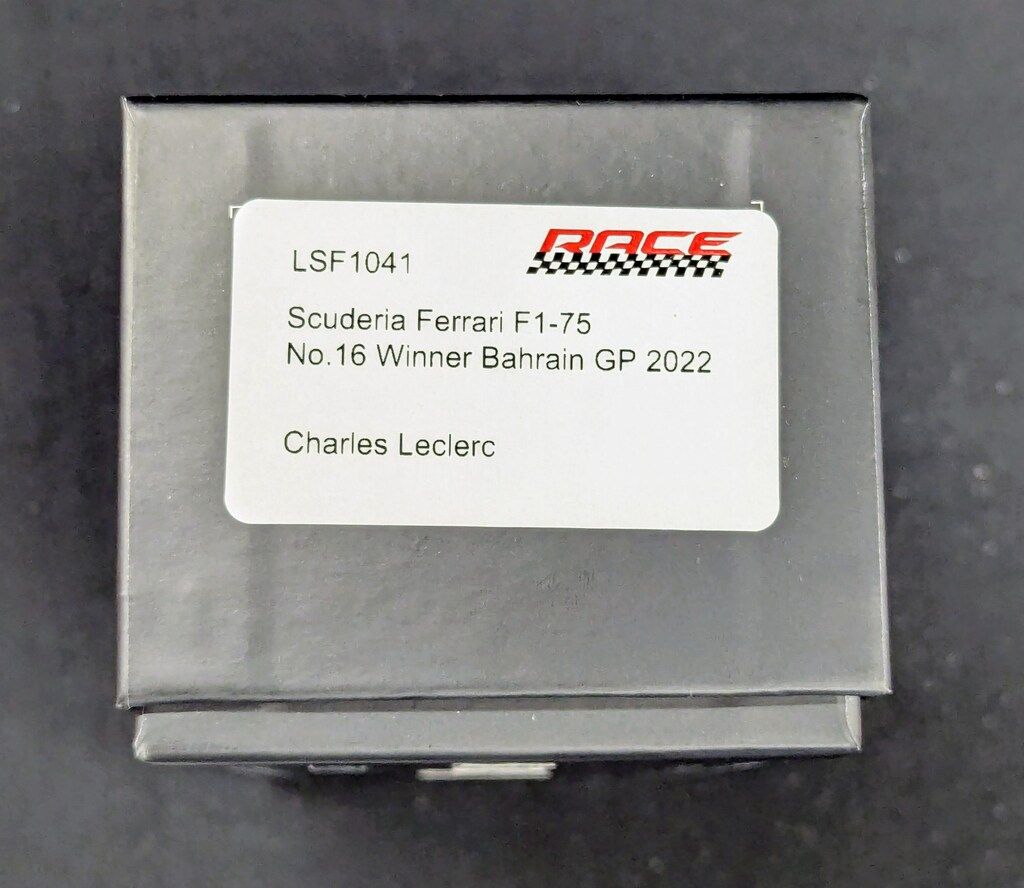 LSF1041
RACE
Scuderia Ferrari F1-75
No.16 Winner Bahrain GP 2022
Charles Leclerc